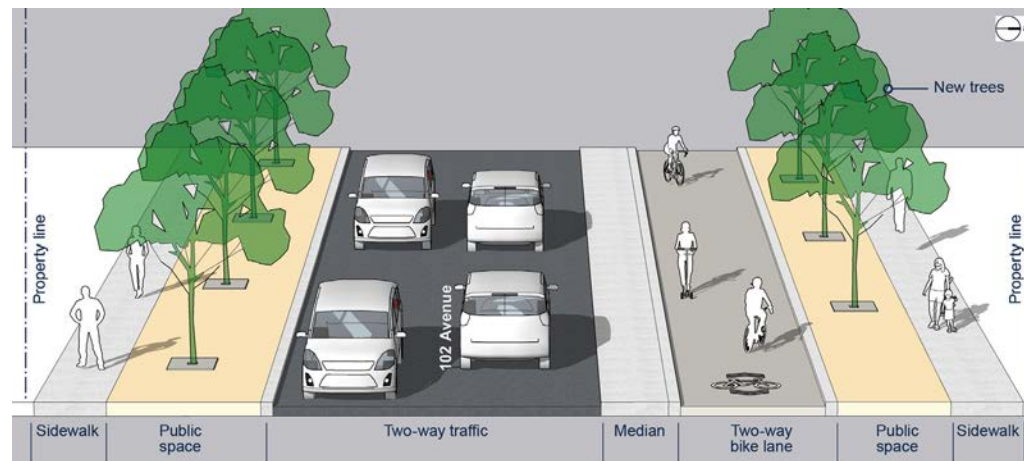 New trees
Property line
Property line
102 Avenue
Sidewalk
Public
space
Two-way traffic
Median
Two-way
bike lane
Public
space
Sidewalk